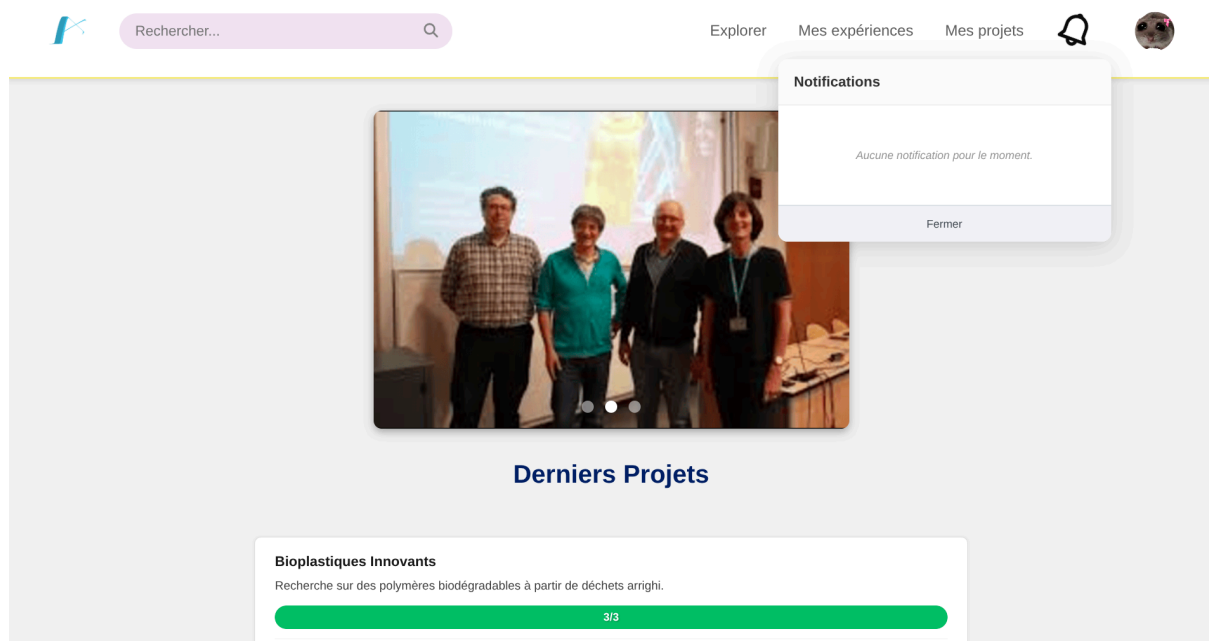 Rechercher...
Explorer Mes expériences Mes projets
Notifications
Aucune notification pour le moment.
Fermer
Derniers Projets
Bioplastiques Innovants
Recherche sur des polymères biodégradables à partir de déchets arrighi.
3/3